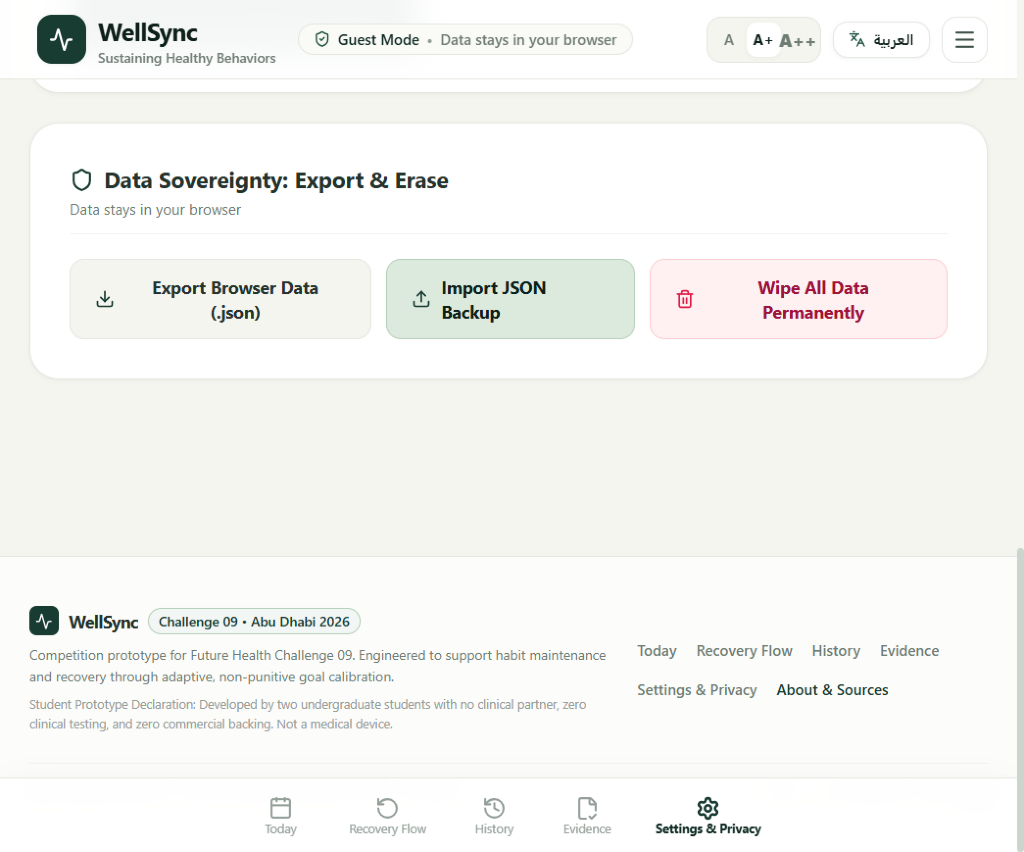 WellSync
Sustaining Healthy Behaviors
Guest Mode • Data stays in your browser
A A+ A++
العربية
Data Sovereignty: Export & Erase
Data stays in your browser
Export Browser Data
(.json)
Import JSON
Backup
Wipe All Data
Permanently
WellSync
Challenge 09 • Abu Dhabi 2026
Competition prototype for Future Health Challenge 09. Engineered to support habit maintenance
and recovery through adaptive, non-punitive goal calibration.
Student Prototype Declaration: Developed by two undergraduate students with no clinical partner, zero
clinical testing, and zero commercial backing. Not a medical device.
Today Recovery Flow History Evidence
Settings & Privacy About & Sources
Today Recovery Flow History Evidence Settings & Privacy